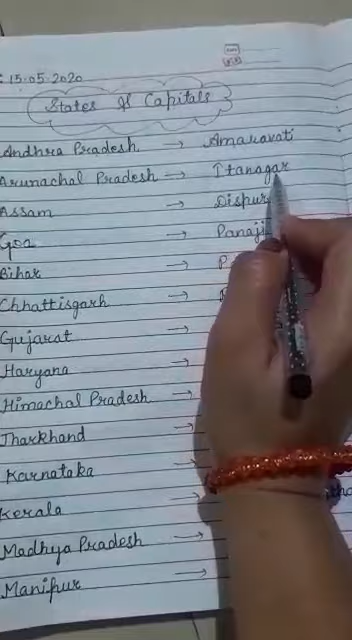 15.05.2020
States & Capitals
Andhra Pradesh → Amaravati
Arunachal Pradesh → Itanagar
Assam → Dispur
Goa → Panaji
Bihar →
Chhattisgarh →
Gujarat →
Haryana →
Himachal Pradesh →
Jharkhand →
Karnataka →
Kerala →
Madhya Pradesh →
Manipur →